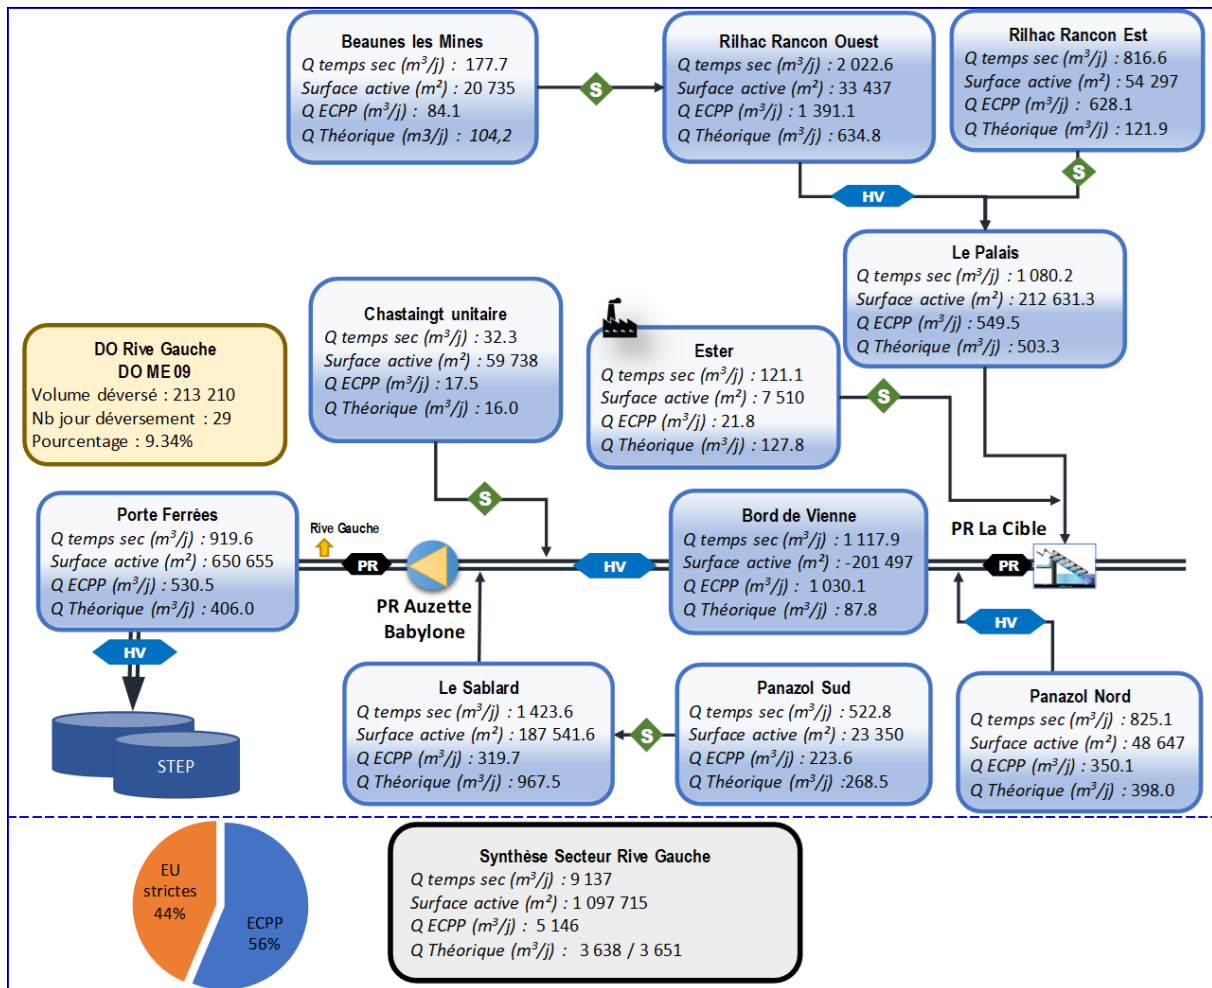 Beaunes les Mines
Q temps sec (m³/j) : 177.7
Surface active (m²) : 20 735
Q ECPP (m³/j) : 84.1
Q Théorique (m3/j) : 104,2
S
Rilhac Rancon Ouest
Q temps sec (m³/j) : 2 022.6
Surface active (m²) : 33 437
Q ECPP (m³/j) : 1 391.1
Q Théorique (m³/j) : 634.8
Rilhac Rancon Est
Q temps sec (m³/j) : 816.6
Surface active (m²) : 54 297
Q ECPP (m³/j) : 628.1
Q Théorique (m³/j) : 121.9
S
HV
Le Palais
Q temps sec (m³/j) : 1 080.2
Surface active (m²) : 212 631.3
Q ECPP (m³/j) : 549.5
Q Théorique (m³/j) : 503.3
Chastaingt unitaire
Q temps sec (m³/j) : 32.3
Surface active (m²) : 59 738
Q ECPP (m³/j) : 17.5
Q Théorique (m³/j) : 16.0
S
Ester
Q temps sec (m³/j) : 121.1
Surface active (m²) : 7 510
Q ECPP (m³/j) : 21.8
Q Théorique (m³/j) : 127.8
S
DO Rive Gauche
DO ME 09
Volume déversé : 213 210
Nb jour déversement : 29
Pourcentage : 9.34%
Porte Ferrées
Q temps sec (m³/j) : 919.6
Surface active (m²) : 650 655
Q ECPP (m³/j) : 530.5
Q Théorique (m³/j) : 406.0
Rive Gauche
PR
PR Auzette
Babylone
HV
Bord de Vienne
Q temps sec (m³/j) : 1 117.9
Surface active (m²) : -201 497
Q ECPP (m³/j) : 1 030.1
Q Théorique (m³/j) : 87.8
PR La Cible
PR
HV
HV
STEP
Le Sablard
Q temps sec (m³/j) : 1 423.6
Surface active (m²) : 187 541.6
Q ECPP (m³/j) : 319.7
Q Théorique (m³/j) : 967.5
S
Panazol Sud
Q temps sec (m³/j) : 522.8
Surface active (m²) : 23 350
Q ECPP (m³/j) : 223.6
Q Théorique (m³/j) :268.5
Panazol Nord
Q temps sec (m³/j) : 825.1
Surface active (m²) : 48 647
Q ECPP (m³/j) : 350.1
Q Théorique (m³/j) : 398.0
EU
strictes
44%
ECPP
56%
Synthèse Secteur Rive Gauche
Q temps sec (m³/j) : 9 137
Surface active (m²) : 1 097 715
Q ECPP (m³/j) : 5 146
Q Théorique (m³/j) : 3 638 / 3 651